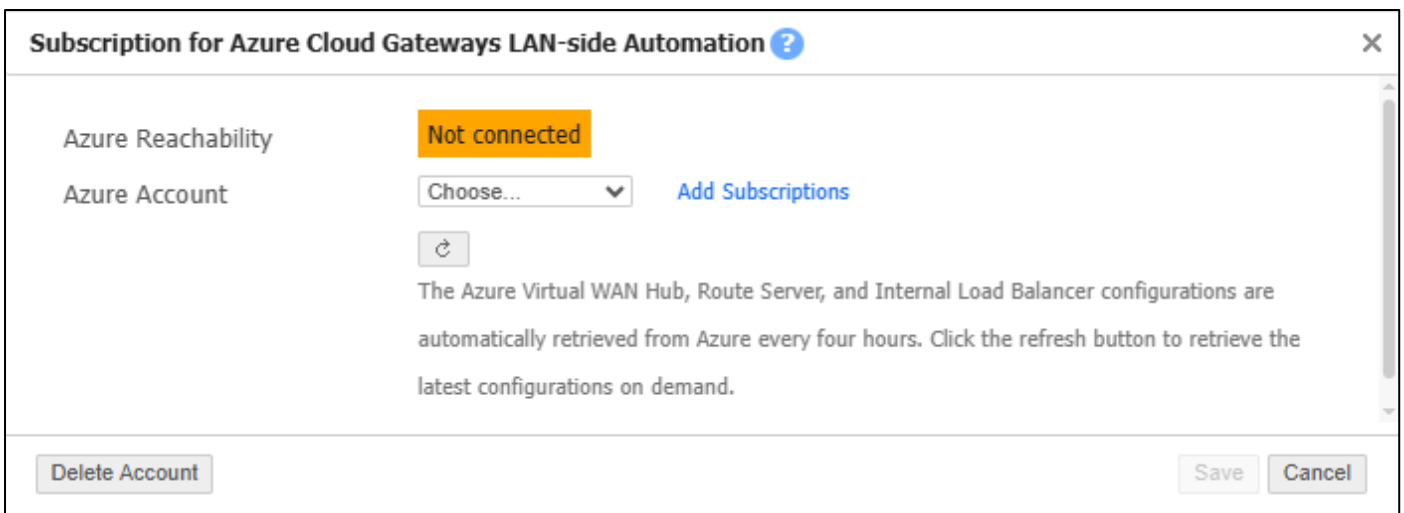 Subscription for Azure Cloud Gateways LAN-side Automation ?
Azure Reachability
Not connected
Azure Account
Choose...
Add Subscriptions
The Azure Virtual WAN Hub, Route Server, and Internal Load Balancer configurations are
automatically retrieved from Azure every four hours. Click the refresh button to retrieve the
latest configurations on demand.
Delete Account
Save
Cancel